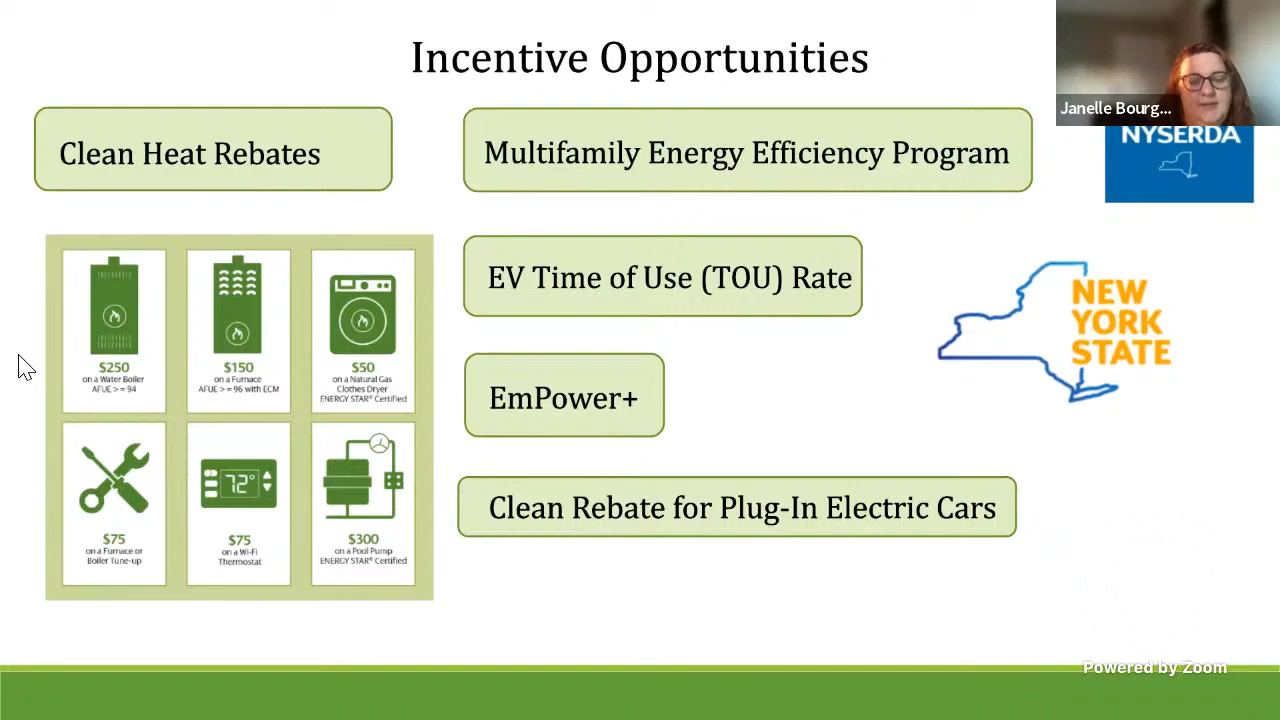 Incentive Opportunities
Janelle Bourg...
NYSERDA
Clean Heat Rebates
Multifamily Energy Efficiency Program
EV Time of Use (TOU) Rate
EmPower+
Clean Rebate for Plug-In Electric Cars
NEW
YORK
STATE
$250
on a Water Boiler
AFUE > = 94
$150
on a Furnace
AFUE > = 96 with ECM
$50
on a Natural Gas
Clothes Dryer
ENERGY STAR® Certified
$75
on a Furnace or
Boiler Tune-up
72°
$75
on a Wi-Fi
Thermostat
$300
on a Pool Pump
ENERGY STAR® Certified
Powered by Zoom